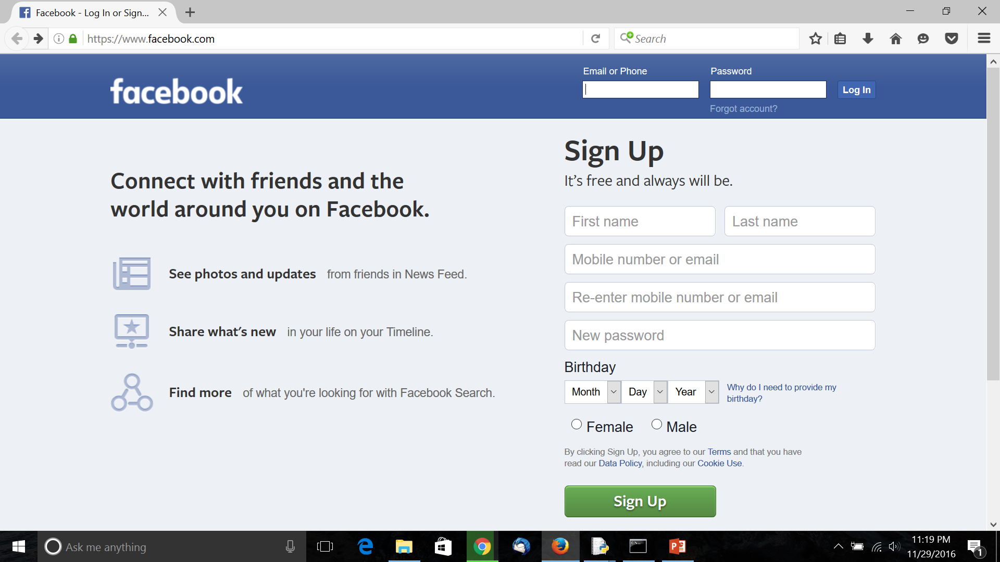 Facebook - Log In or Sign...
https://www.facebook.com
Search
facebook
Email or Phone
Password
Log In
Forgot account?
Connect with friends and the
world around you on Facebook.
See photos and updates from friends in News Feed.
Share what's new in your life on your Timeline.
Find more of what you're looking for with Facebook Search.
Sign Up
It's free and always will be.
First name
Last name
Mobile number or email
Re-enter mobile number or email
New password
Birthday
Month
Day
Year
Why do I need to provide my
birthday?
Female
Male
By clicking Sign Up, you agree to our Terms and that you have
read our Data Policy, including our Cookie Use.
Sign Up
Ask me anything
11:19 PM
11/29/2016
1